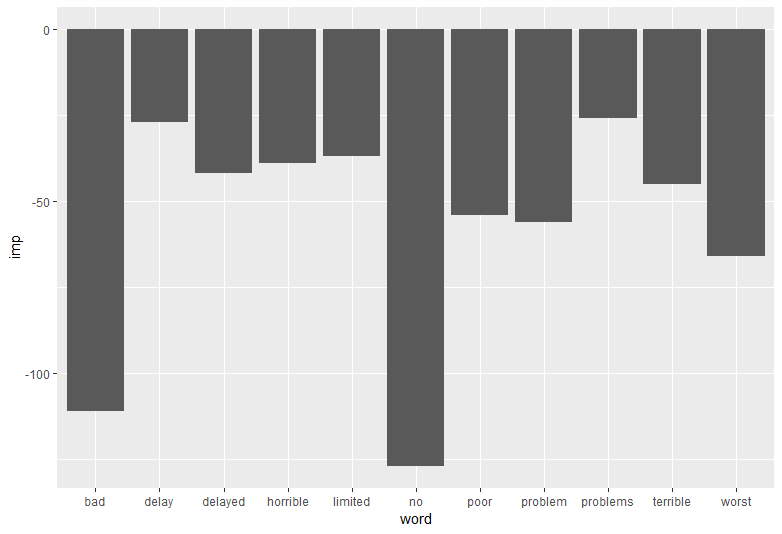 0
-50
-100
imp
bad delay delayed horrible limited no poor problem problems terrible worst
word